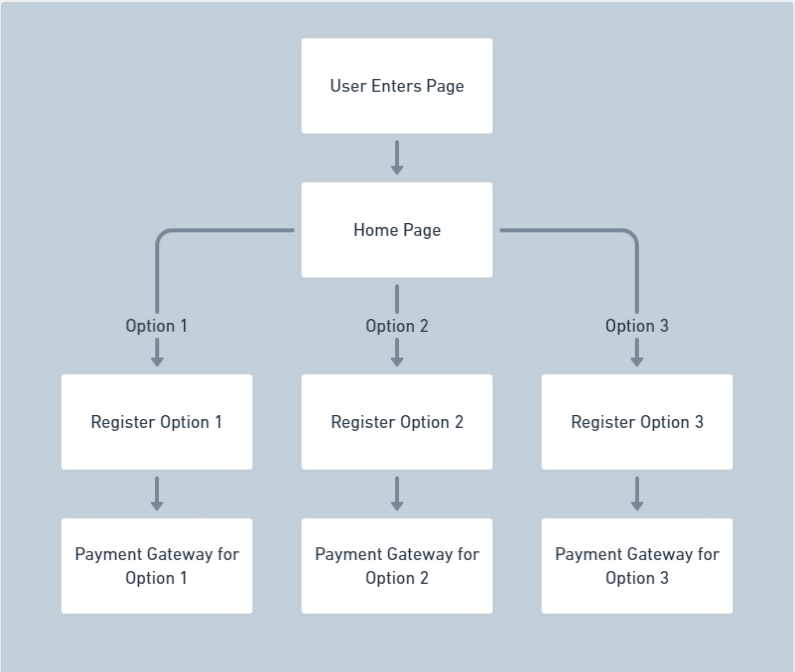 User Enters Page
Home Page
Option 1
Option 2
Option 3
Register Option 1
Register Option 2
Register Option 3
Payment Gateway for
Option 1
Payment Gateway for
Option 2
Payment Gateway for
Option 3